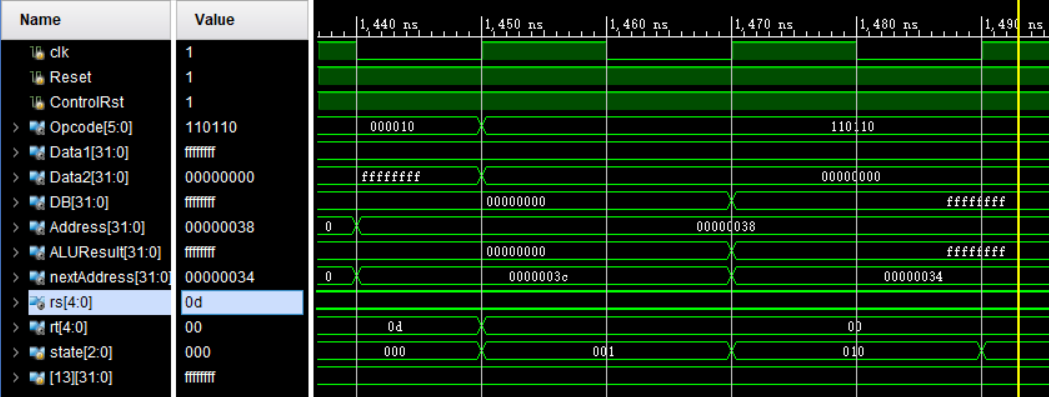 Name Value 1,440 ns 1,450 ns 1,460 ns 1,470 ns 1,480 ns 1,490 ns
clk 1
Reset 1
ControlRst 1
Opcode[5:0] 110110 000010 110110
Data1[31:0] ffffffff
Data2[31:0] 00000000 ffffffff 00000000
DB[31:0] ffffffff 00000000 ffffffff
Address[31:0] 00000038 0 00000038
ALUResult[31:0] ffffffff 00000000 ffffffff
nextAddress[31:0] 00000034 0 0000003c 00000034
rs[4:0] 0d
rt[4:0] 00 0d 00
state[2:0] 000 000 001 010
[13][31:0] ffffffff